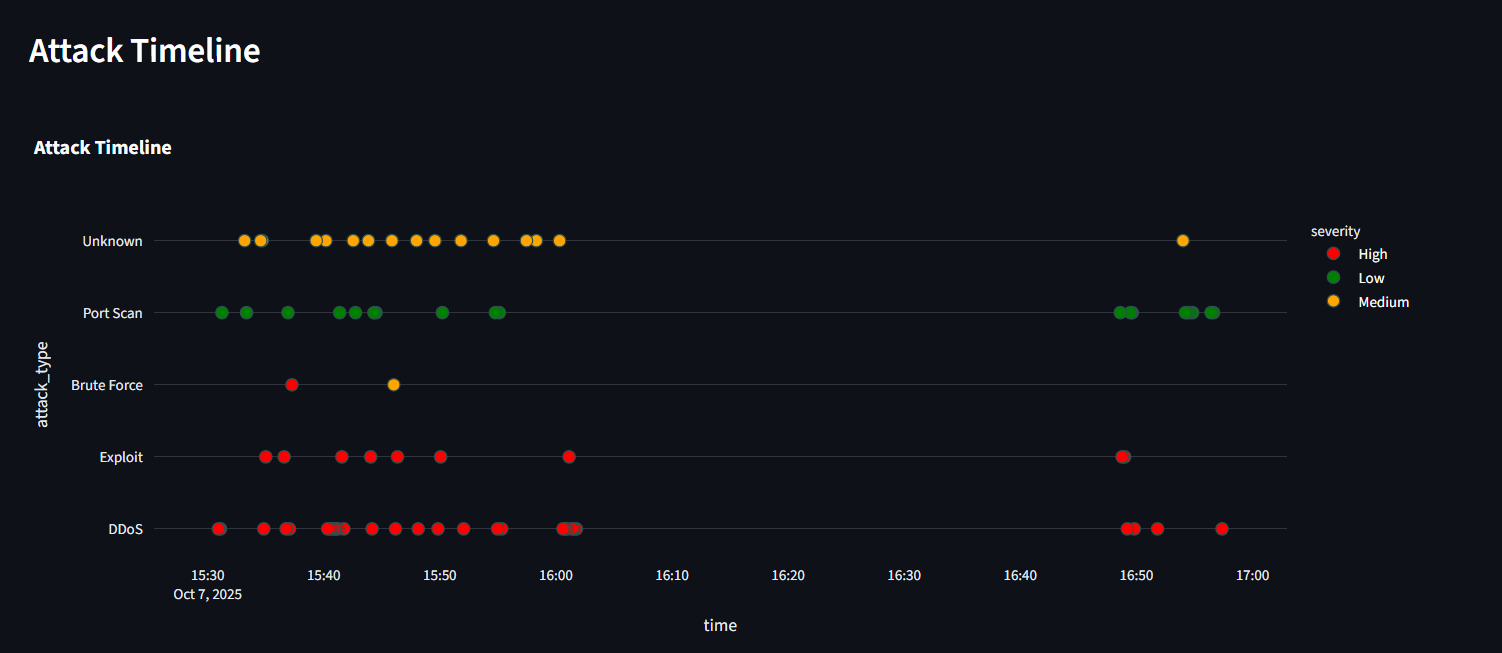 Attack Timeline
Attack Timeline
severity
High
Low
Medium
attack_type
Unknown
Port Scan
Brute Force
Exploit
DDoS
15:30 15:40 15:50 16:00 16:10 16:20 16:30 16:40 16:50 17:00
Oct 7, 2025
time